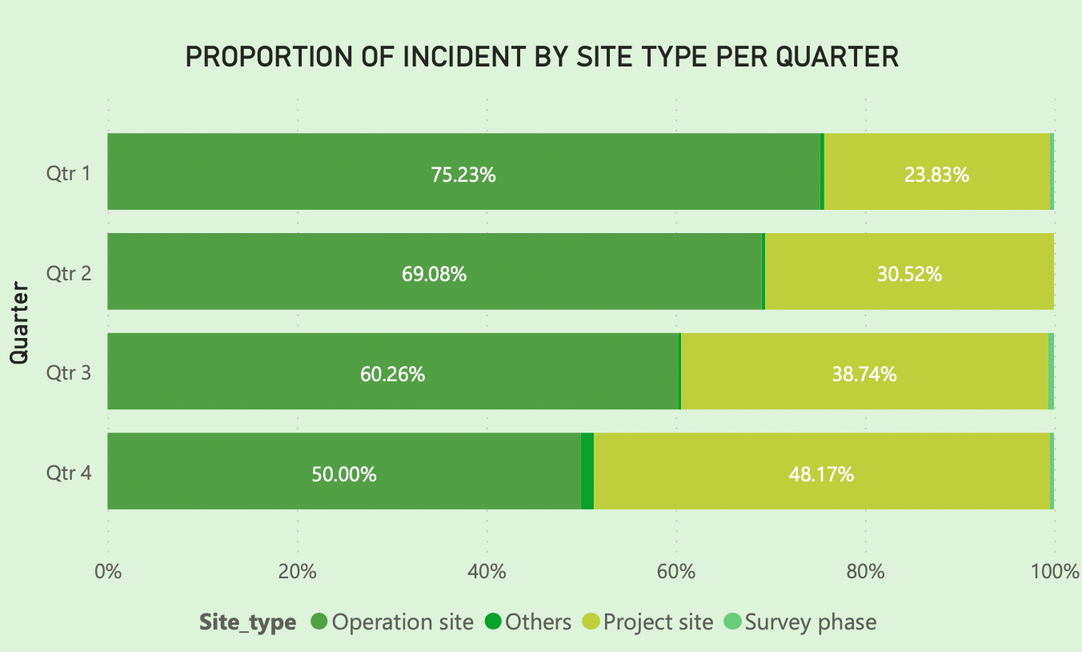 PROPORTION OF INCIDENT BY SITE TYPE PER QUARTER
Quarter
Qtr 1
75.23%
23.83%
Qtr 2
69.08%
30.52%
Qtr 3
60.26%
38.74%
Qtr 4
50.00%
48.17%
0% 20% 40% 60% 80% 100%
Site_type Operation site Others Project site Survey phase